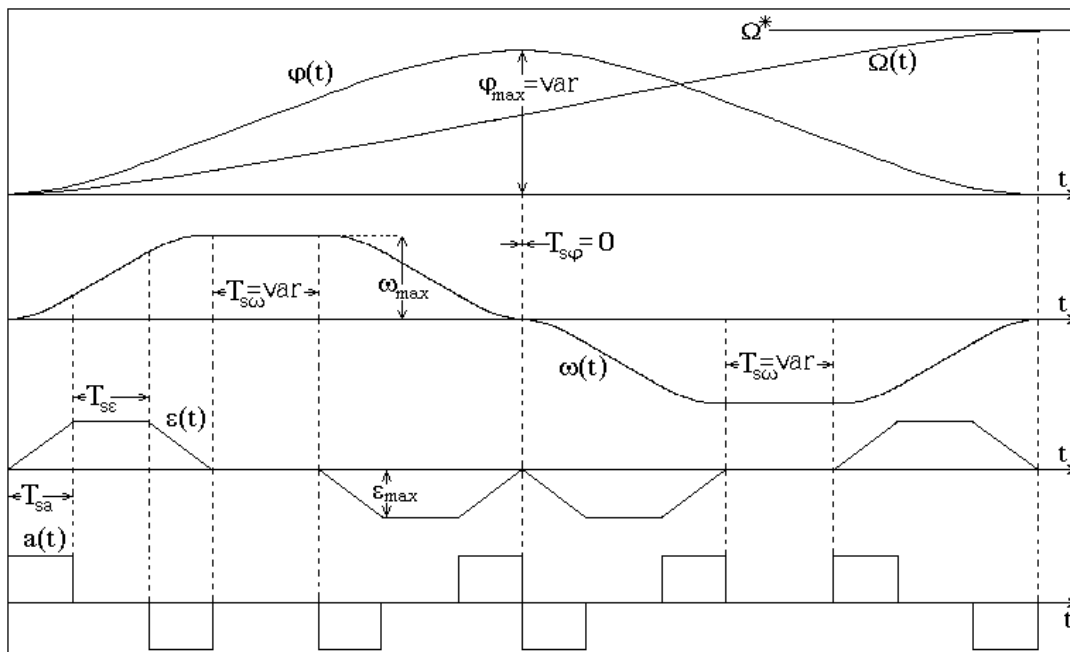 Ω*
φ(t)
φmax=var
Ω(t)
t
Tsω=var
ωmax
Tsφ=0
t
ω(t)
Tsω=var
Tsε
ε(t)
εmax
t
Tsa
a(t)
t